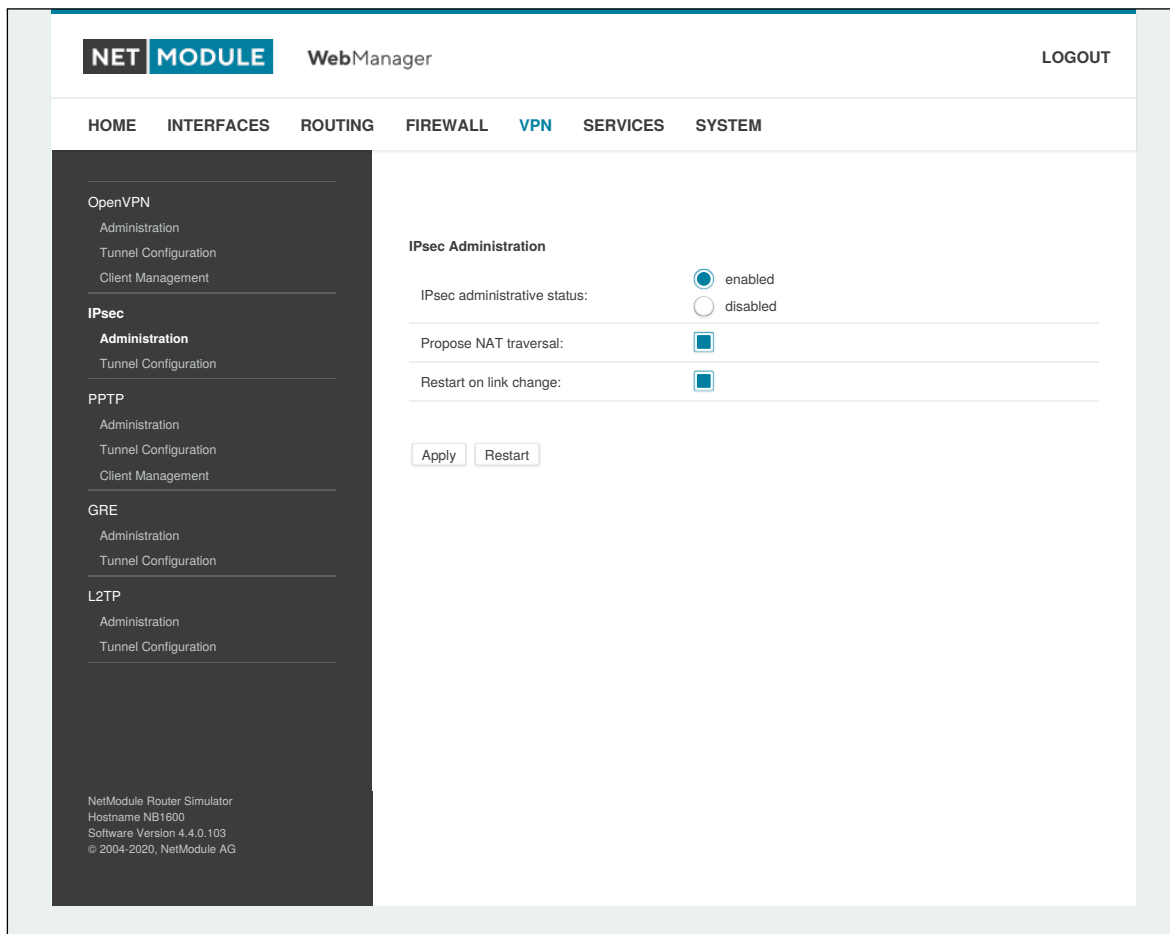 NET MODULE WebManager LOGOUT
HOME INTERFACES ROUTING FIREWALL VPN SERVICES SYSTEM
OpenVPN
Administration
Tunnel Configuration
Client Management
IPsec
Administration
Tunnel Configuration
PPTP
Administration
Tunnel Configuration
Client Management
GRE
Administration
Tunnel Configuration
L2TP
Administration
Tunnel Configuration
NetModule Router Simulator
Hostname NB1600
Software Version 4.4.0.103
© 2004-2020, NetModule AG
IPsec Administration
IPsec administrative status:
enabled
disabled
Propose NAT traversal:
Restart on link change:
Apply Restart